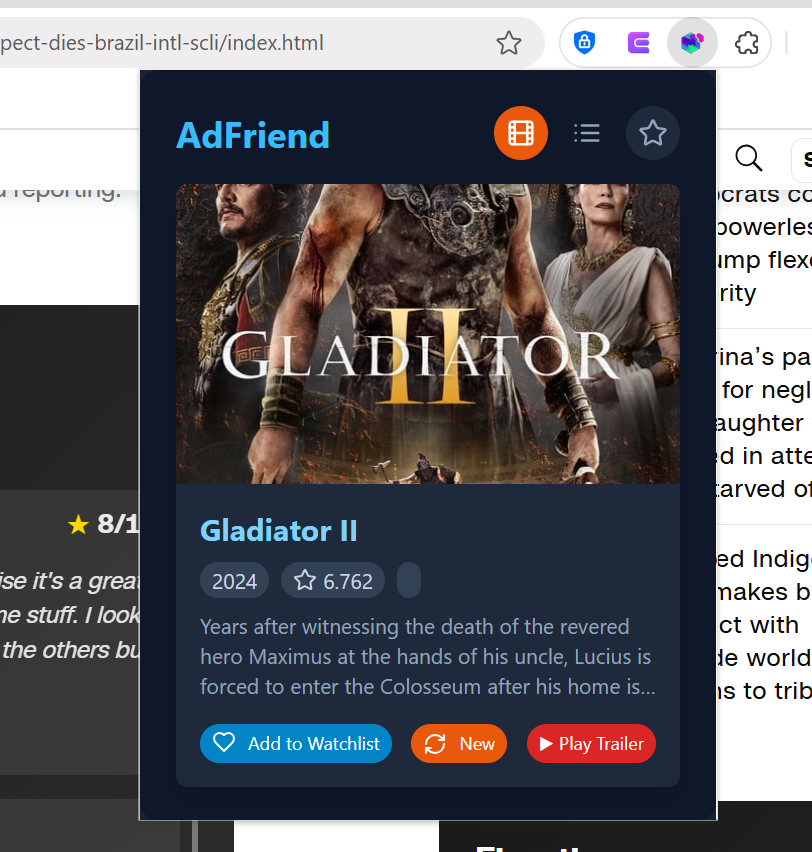 pect-dies-brazil-intl-scli/index.html
AdFriend
d reporting.
GLADIATOR
II
Gladiator II
2024
6.762
Years after witnessing the death of the revered
hero Maximus at the hands of his uncle, Lucius is
forced to enter the Colosseum after his home is...
Add to Watchlist
New
Play Trailer
★ 8/1
ise it's a great
ne stuff. I look
the others bu
ocrats co
powerles
ump flexe
rity
rina's pa
for negl
aughter
ed in atte
tarved of
ed Indig
makes b
ct with
de world
ns to trib